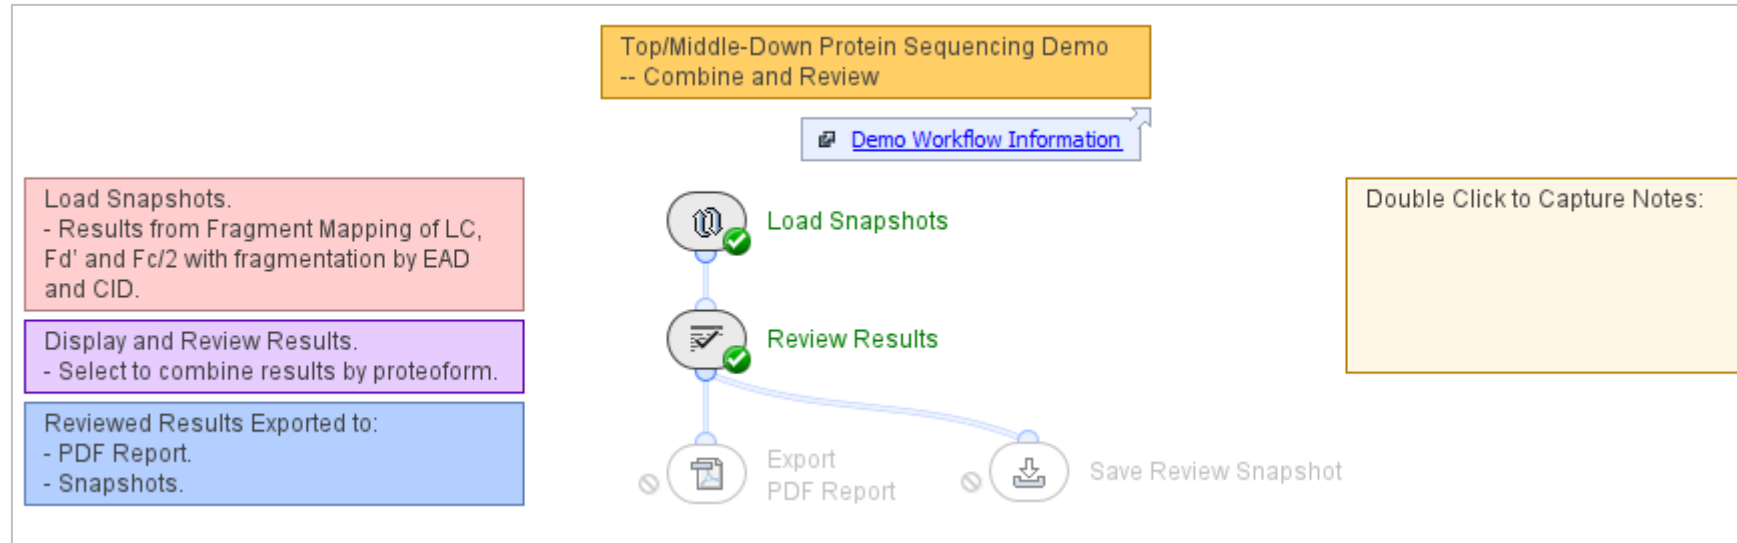 Top/Middle-Down Protein Sequencing Demo
-- Combine and Review
Demo Workflow Information
Load Snapshots.
- Results from Fragment Mapping of LC,
Fd' and Fc/2 with fragmentation by EAD
and CID.
Display and Review Results.
- Select to combine results by proteoform.
Reviewed Results Exported to:
- PDF Report.
- Snapshots.
Load Snapshots
Review Results
Export
PDF Report
Save Review Snapshot
Double Click to Capture Notes: